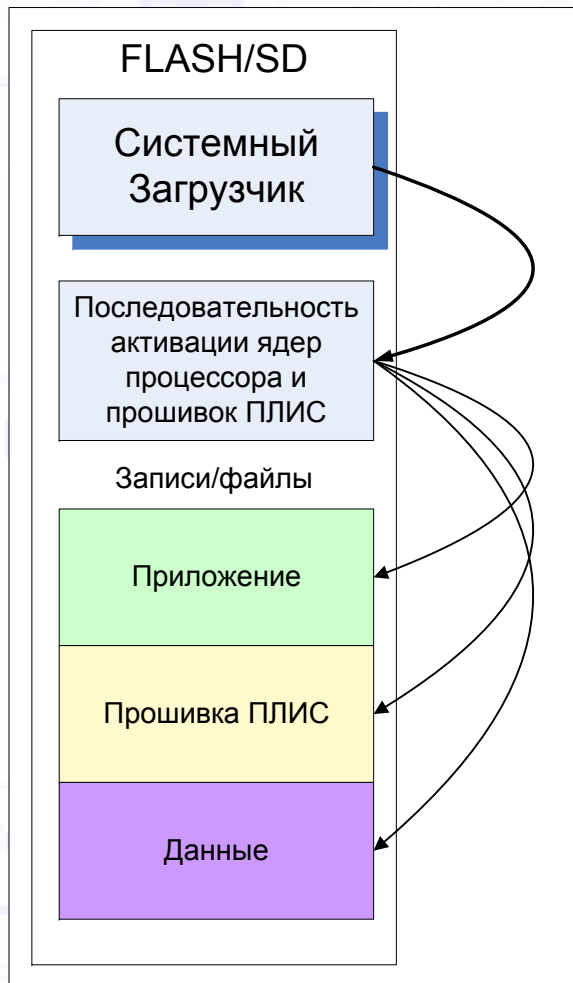 FLASH/SD
Системный
Загрузчик
Последовательность
активации ядер
процессора и
прошивок ПЛИС
Записи/файлы
Приложение
Прошивка ПЛИС
Данные